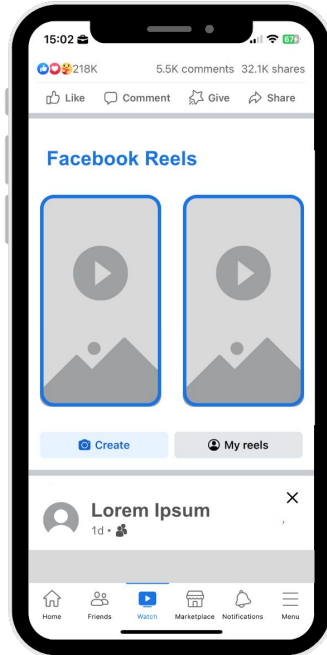 15:02 67
218K 5.5K comments 32.1K shares
Like Comment Give Share
Facebook Reels
Create My reels
Lorem Ipsum
1d •
Home Friends Watch Marketplace Notifications Menu